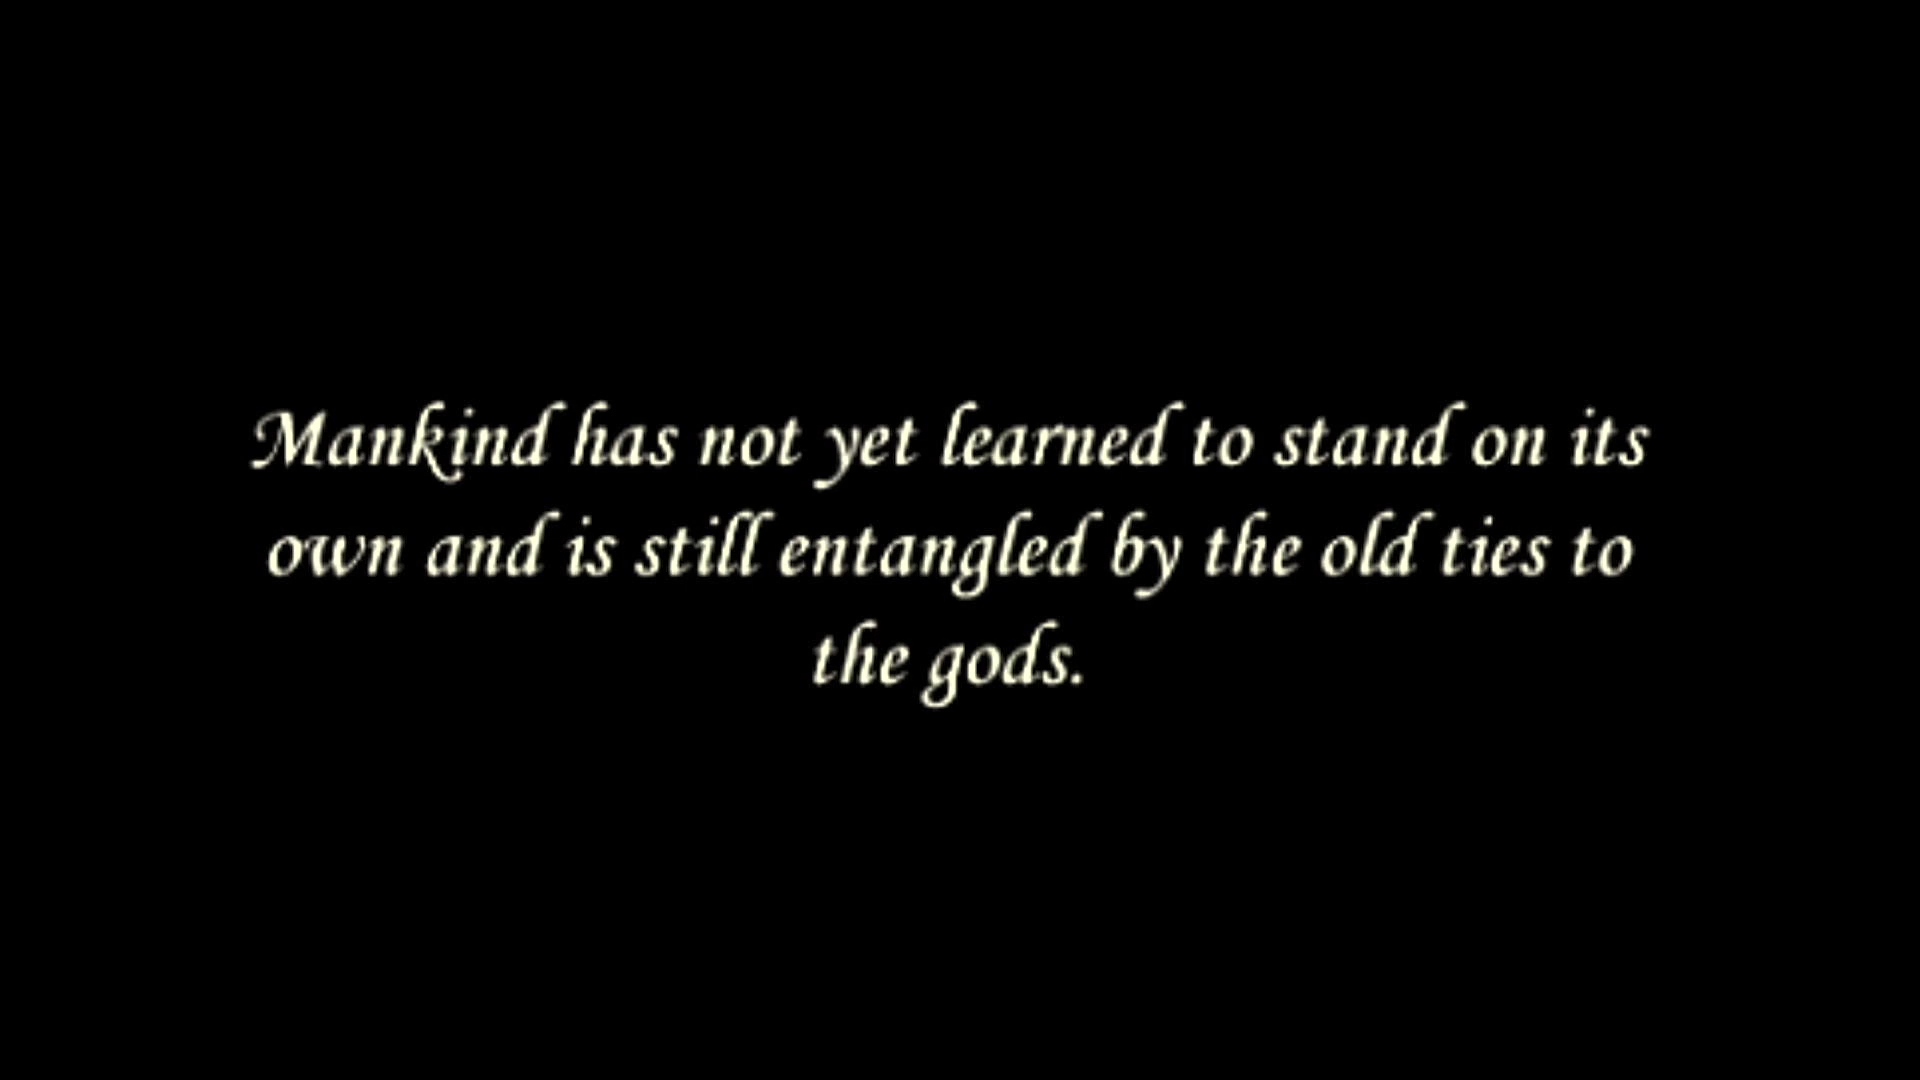 Mankind has not yet learned to stand on its
own and is still entangled by the old ties to
the gods.